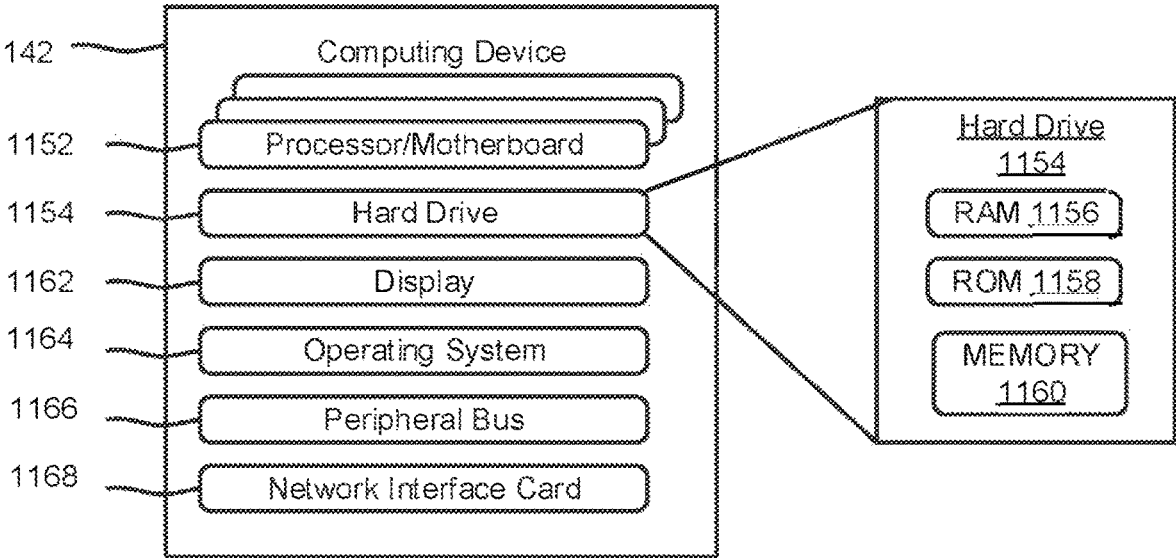 142
Computing Device
1152
Processor/Motherboard
1154
Hard Drive
1162
Display
1164
Operating System
1166
Peripheral Bus
1168
Network Interface Card
Hard Drive
1154
RAM 1156
ROM 1158
MEMORY
1160